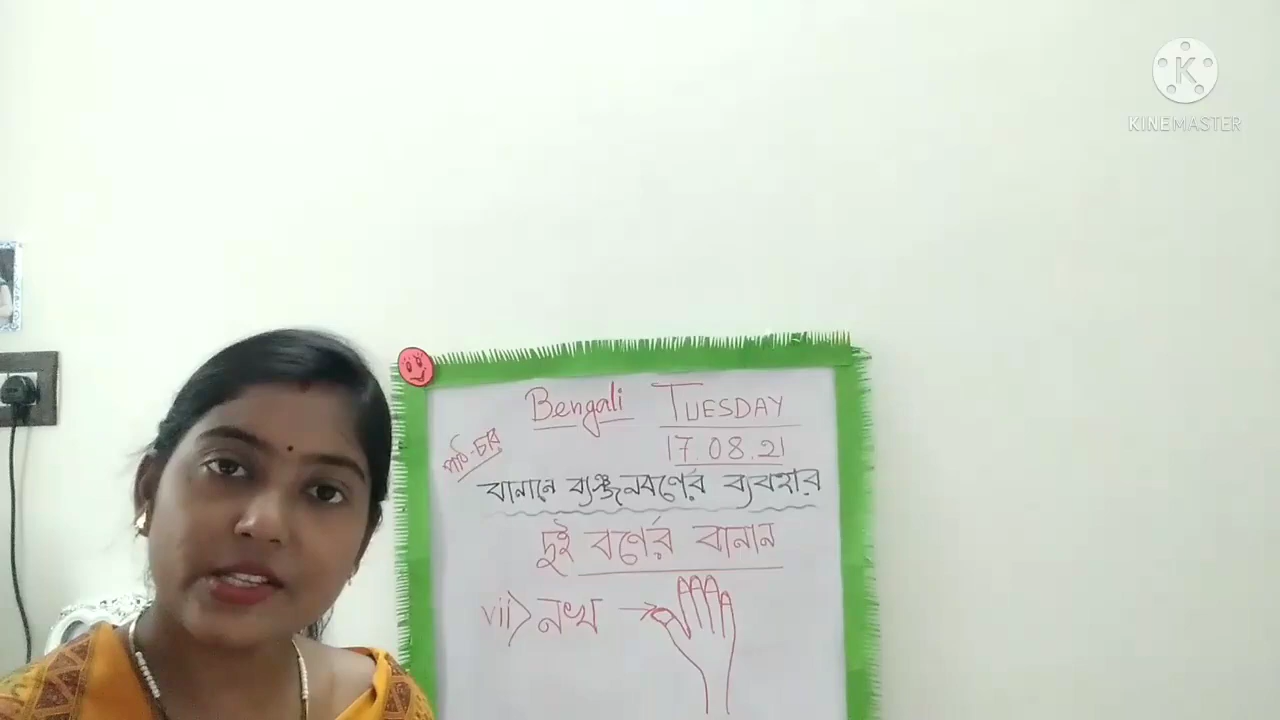 KINEMASTER
Bengali TUESDAY
17.08.21
পাঠ-চার
বানানে ব্যঞ্জনবর্ণের ব্যবহার
দুই বর্ণের বানান
vii) নখ →